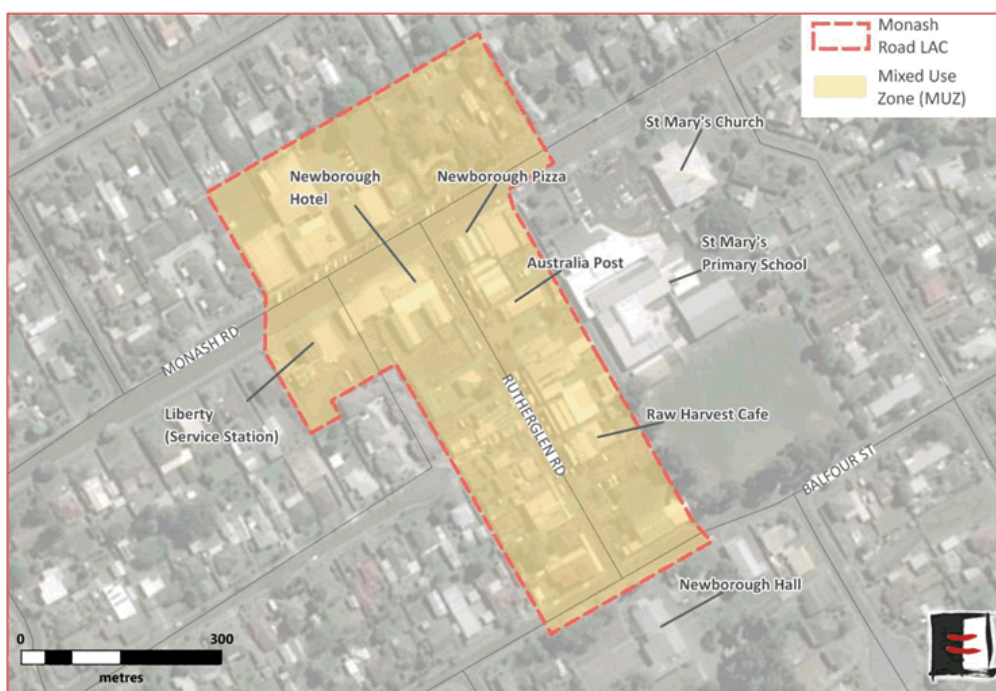 Monash
Road LAC
Mixed Use
Zone (MUZ)
St Mary's Church
Newborough
Hotel
Newborough Pizza
St Mary's
Primary School
Australia Post
MONASH RD
RUTHERGLEN RD
Liberty
(Service Station)
Raw Harvest Cafe
BALFOUR ST
Newborough Hall
0 300
metres